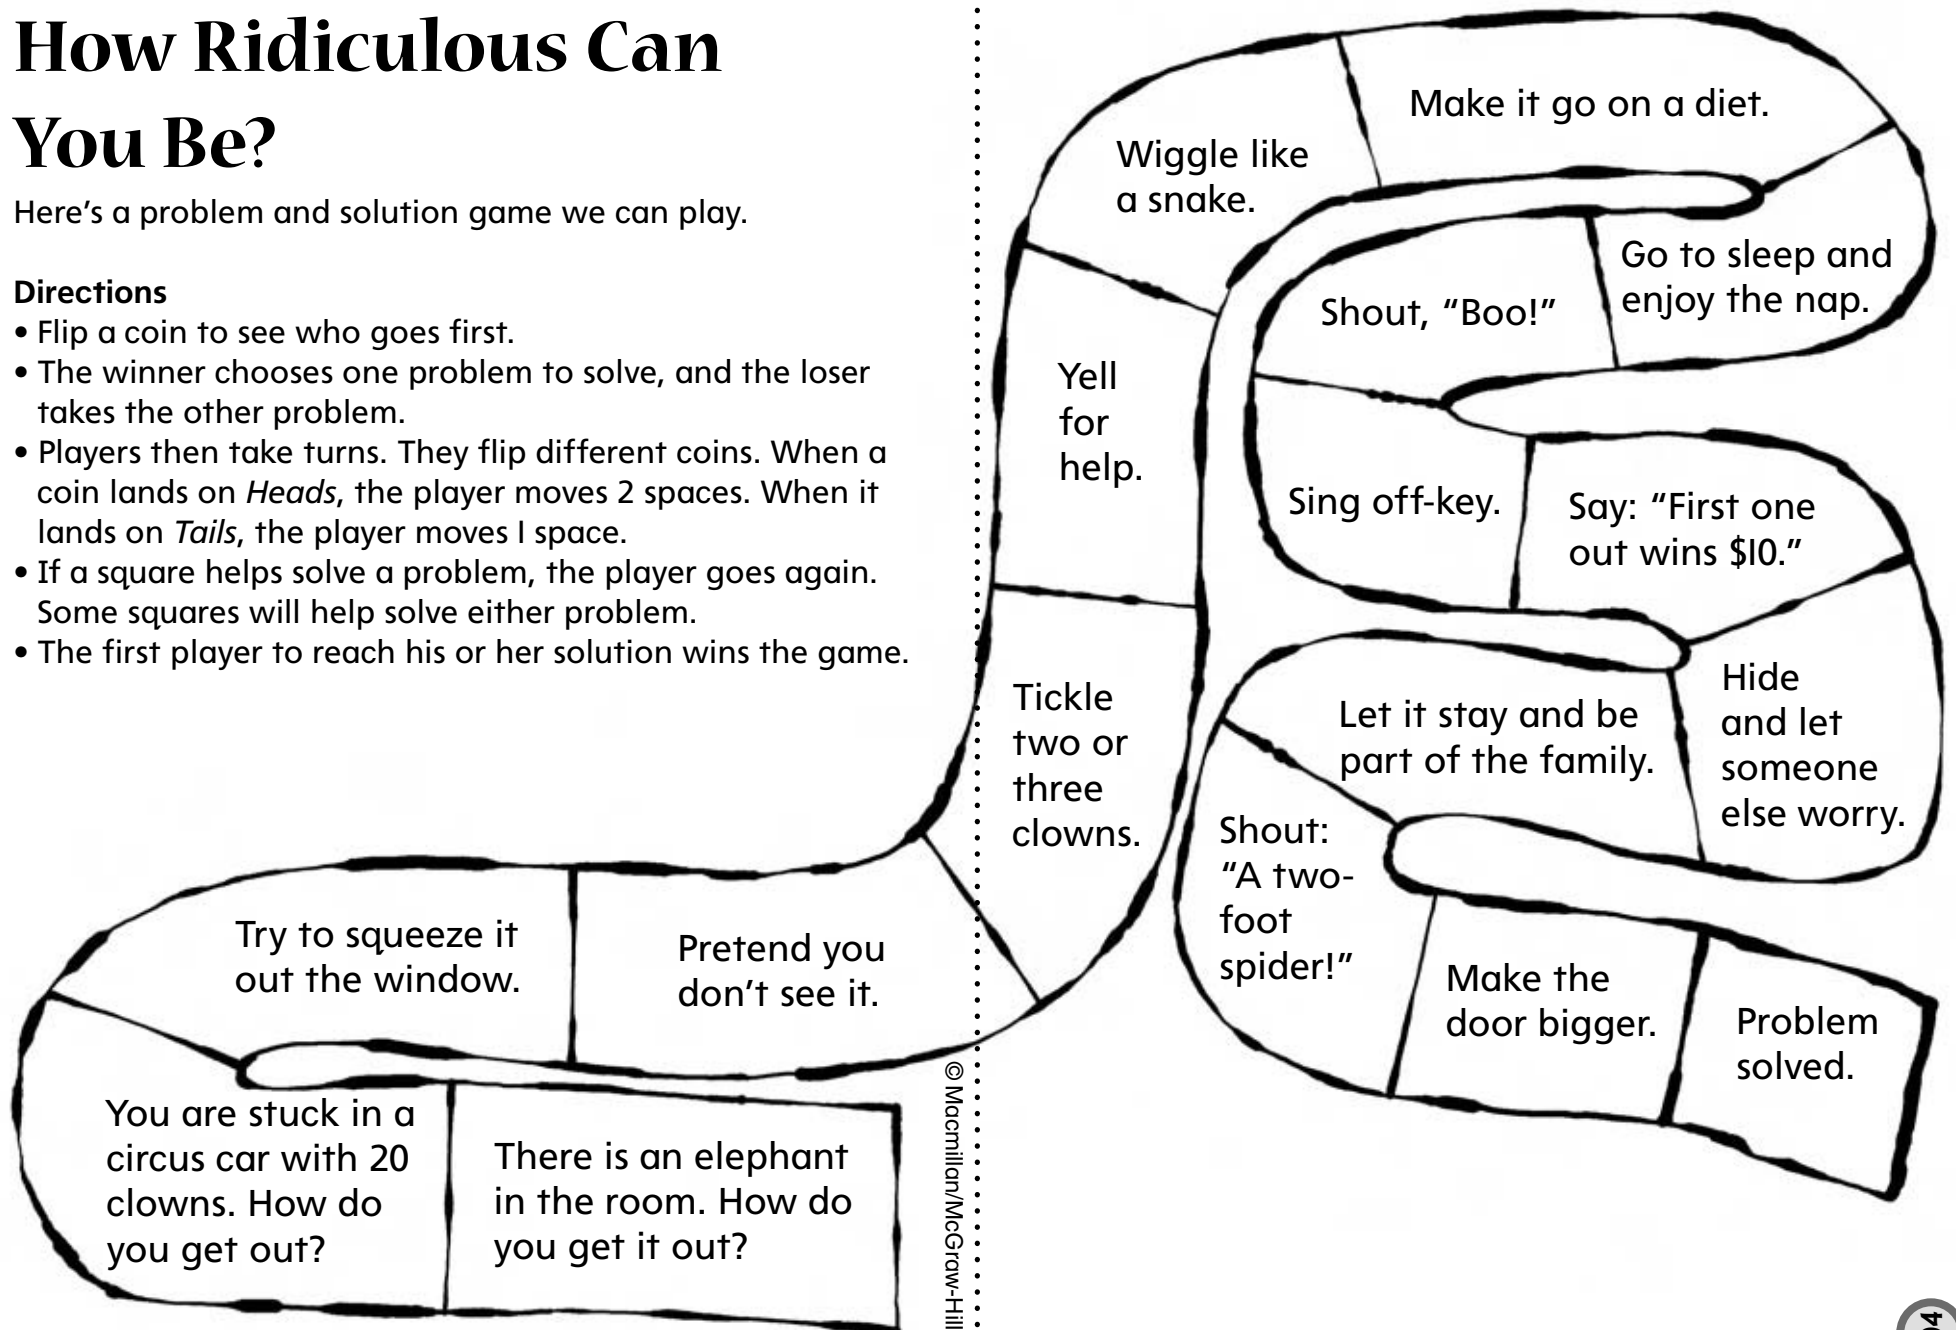 How Ridiculous Can
You Be?
Here's a problem and solution game we can play.
Directions
• Flip a coin to see who goes first.
• The winner chooses one problem to solve, and the loser
takes the other problem.
• Players then take turns. They flip different coins. When a
coin lands on Heads, the player moves 2 spaces. When it
lands on Tails, the player moves 1 space.
• If a square helps solve a problem, the player goes again.
Some squares will help solve either problem.
• The first player to reach his or her solution wins the game.
There is an elephant
in the room. How do
you get it out?
You are stuck in a
circus car with 20
clowns. How do
you get out?
Try to squeeze it
out the window.
Pretend you
don't see it.
Tickle
two or
three
clowns.
Yell
for
help.
Wiggle like
a snake.
Make it go on a diet.
Go to sleep and
enjoy the nap.
Shout, “Boo!”
Sing off-key.
Say: “First one
out wins $10.”
Hide
and let
someone
else worry.
Let it stay and be
part of the family.
Shout:
“A two-
foot
spider!”
Make the
door bigger.
Problem
solved.
© Macmillan/McGraw-Hill